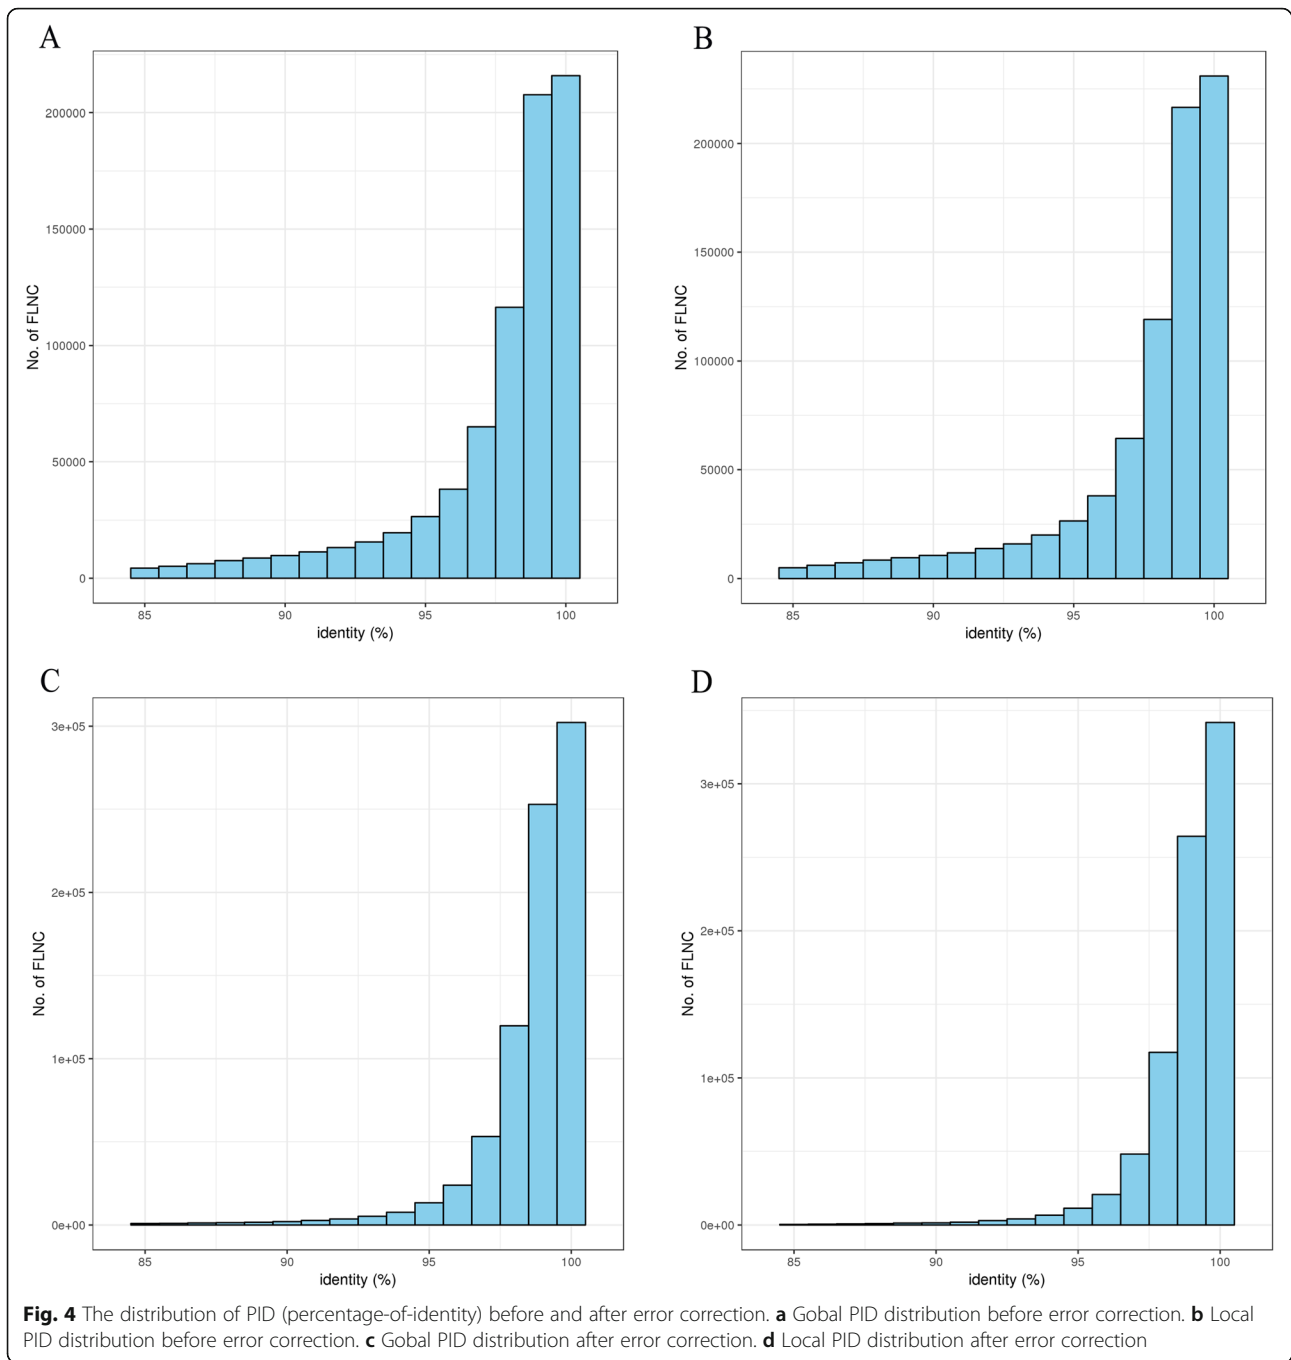 A
200000
150000
100000
50000
0
No. of FLNC
85 90 95 100
identity (%)
B
200000
150000
100000
50000
0
No. of FLNC
85 90 95 100
identity (%)
C
3e+05
2e+05
1e+05
0e+00
No. of FLNC
85 90 95 100
identity (%)
D
3e+05
2e+05
1e+05
0e+00
No. of FLNC
85 90 95 100
identity (%)
Fig. 4 The distribution of PID (percentage-of-identity) before and after error correction. a Gobal PID distribution before error correction. b Local
PID distribution before error correction. c Gobal PID distribution after error correction. d Local PID distribution after error correction